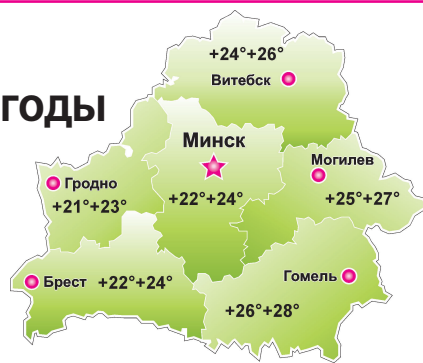 +24°+26°
Витебск
ГОДЫ
Минск
Могилев
Гродно
+22°+24°
+25°+27°
+21°+23°
Брест +22°+24°
Гомель
+26°+28°